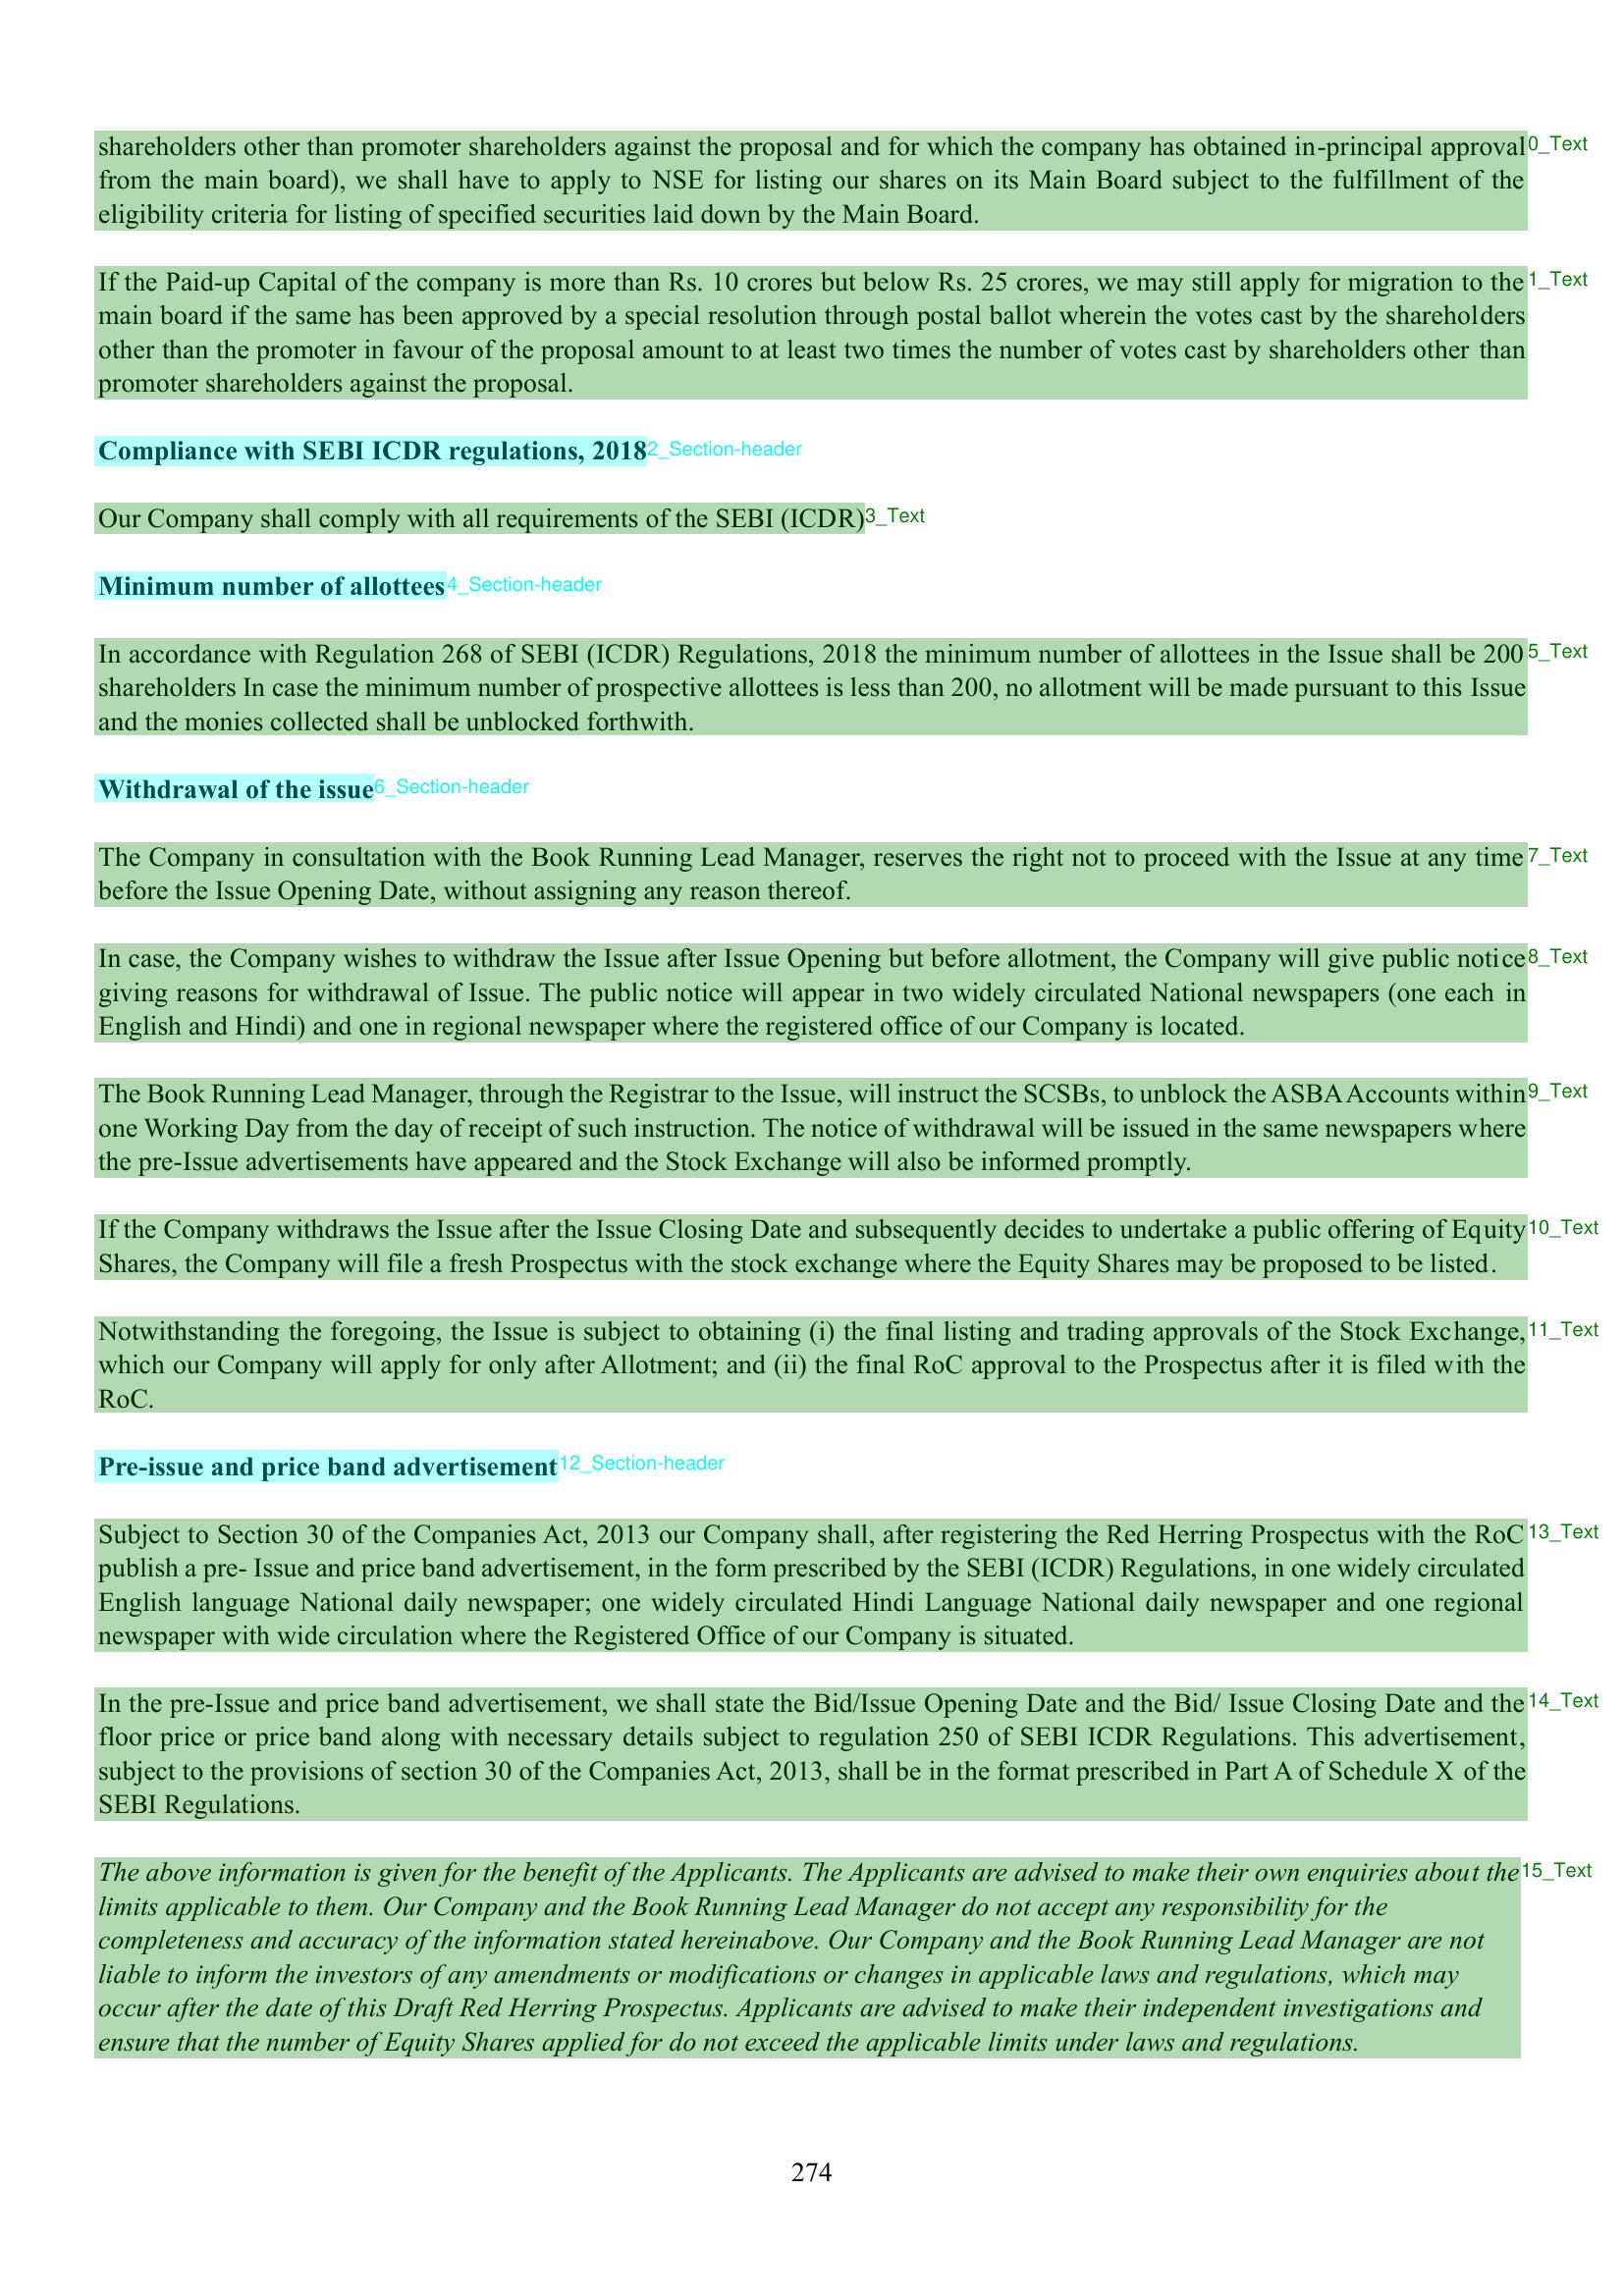 shareholders other than promoter shareholders against the proposal and for which the company has obtained in-principal approval 0_Text
from the main board), we shall have to apply to NSE for listing our shares on its Main Board subject to the fulfillment of the
eligibility criteria for listing of specified securities laid down by the Main Board.
If the Paid-up Capital of the company is more than Rs. 10 crores but below Rs. 25 crores, we may still apply for migration to the 1_Text
main board if the same has been approved by a special resolution through postal ballot wherein the votes cast by the shareholders
other than the promoter in favour of the proposal amount to at least two times the number of votes cast by shareholders other than
promoter shareholders against the proposal.
Compliance with SEBI ICDR regulations, 2018 2_Section-header
Our Company shall comply with all requirements of the SEBI (ICDR) 3_Text
Minimum number of allottees 4_Section-header
In accordance with Regulation 268 of SEBI (ICDR) Regulations, 2018 the minimum number of allottees in the Issue shall be 200 5_Text
shareholders In case the minimum number of prospective allottees is less than 200, no allotment will be made pursuant to this Issue
and the monies collected shall be unblocked forthwith.
Withdrawal of the issue 6_Section-header
The Company in consultation with the Book Running Lead Manager, reserves the right not to proceed with the Issue at any time 7_Text
before the Issue Opening Date, without assigning any reason thereof.
In case, the Company wishes to withdraw the Issue after Issue Opening but before allotment, the Company will give public notice 8_Text
giving reasons for withdrawal of Issue. The public notice will appear in two widely circulated National newspapers (one each in
English and Hindi) and one in regional newspaper where the registered office of our Company is located.
The Book Running Lead Manager, through the Registrar to the Issue, will instruct the SCSBs, to unblock the ASBA Accounts within 9_Text
one Working Day from the day of receipt of such instruction. The notice of withdrawal will be issued in the same newspapers where
the pre-Issue advertisements have appeared and the Stock Exchange will also be informed promptly.
If the Company withdraws the Issue after the Issue Closing Date and subsequently decides to undertake a public offering of Equity 10_Text
Shares, the Company will file a fresh Prospectus with the stock exchange where the Equity Shares may be proposed to be listed.
Notwithstanding the foregoing, the Issue is subject to obtaining (i) the final listing and trading approvals of the Stock Exchange, 11_Text
which our Company will apply for only after Allotment; and (ii) the final RoC approval to the Prospectus after it is filed with the
RoC.
Pre-issue and price band advertisement 12_Section-header
Subject to Section 30 of the Companies Act, 2013 our Company shall, after registering the Red Herring Prospectus with the RoC 13_Text
publish a pre- Issue and price band advertisement, in the form prescribed by the SEBI (ICDR) Regulations, in one widely circulated
English language National daily newspaper; one widely circulated Hindi Language National daily newspaper and one regional
newspaper with wide circulation where the Registered Office of our Company is situated.
In the pre-Issue and price band advertisement, we shall state the Bid/Issue Opening Date and the Bid/ Issue Closing Date and the 14_Text
floor price or price band along with necessary details subject to regulation 250 of SEBI ICDR Regulations. This advertisement,
subject to the provisions of section 30 of the Companies Act, 2013, shall be in the format prescribed in Part A of Schedule X of the
SEBI Regulations.
The above information is given for the benefit of the Applicants. The Applicants are advised to make their own enquiries about the 15_Text
limits applicable to them. Our Company and the Book Running Lead Manager do not accept any responsibility for the
completeness and accuracy of the information stated hereinabove. Our Company and the Book Running Lead Manager are not
liable to inform the investors of any amendments or modifications or changes in applicable laws and regulations, which may
occur after the date of this Draft Red Herring Prospectus. Applicants are advised to make their independent investigations and
ensure that the number of Equity Shares applied for do not exceed the applicable limits under laws and regulations.
274